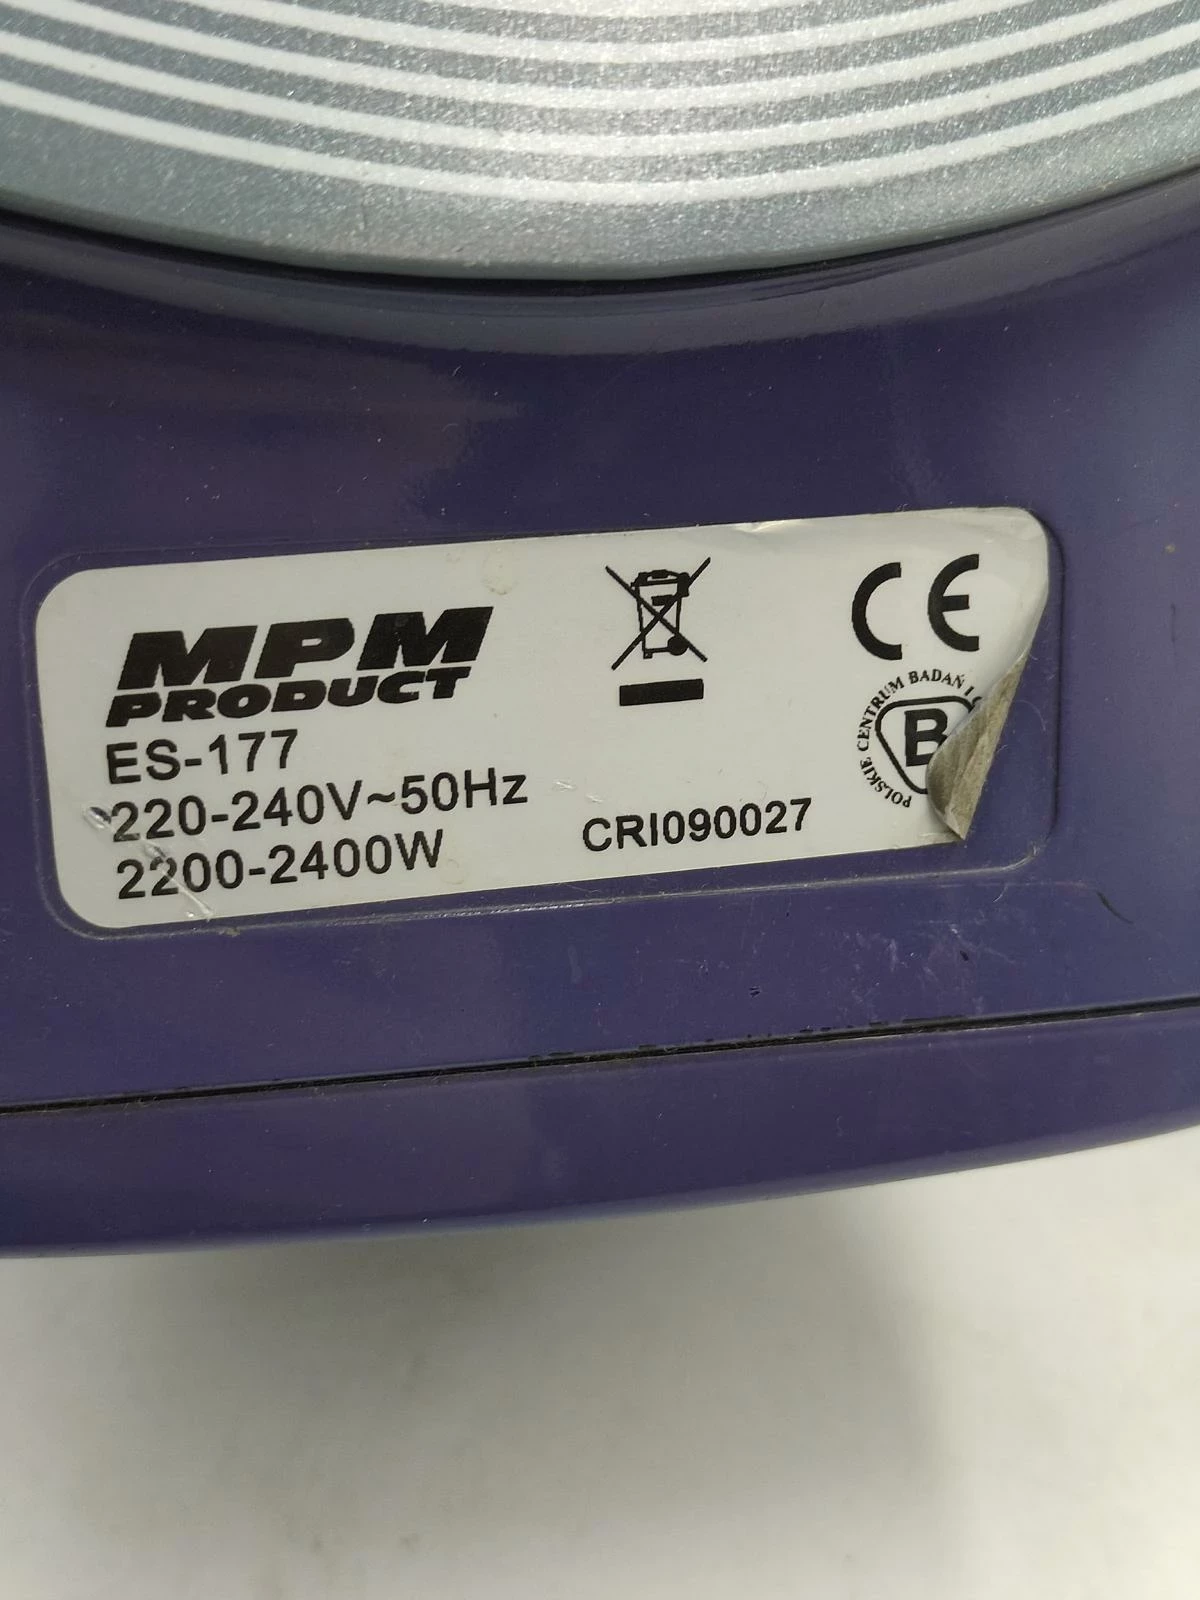 MPM
PRODUCT
ES-177
220-240V~50Hz
2200-2400W
CRI090027
CE
POLSKIE CENTRUM BADAŃ I
B